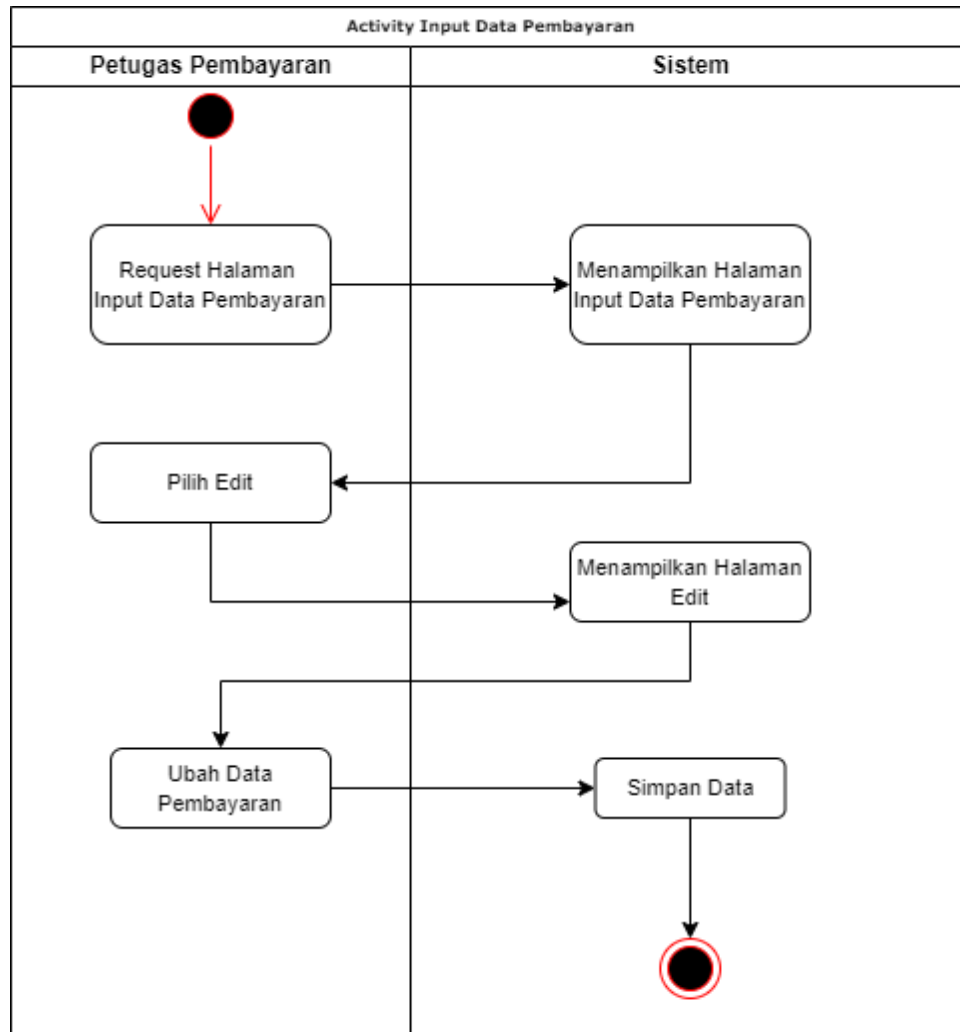 Activity Input Data Pembayaran
Petugas Pembayaran
Sistem
Request Halaman
Input Data Pembayaran
Menampilkan Halaman
Input Data Pembayaran
Pilih Edit
Menampilkan Halaman
Edit
Ubah Data
Pembayaran
Simpan Data